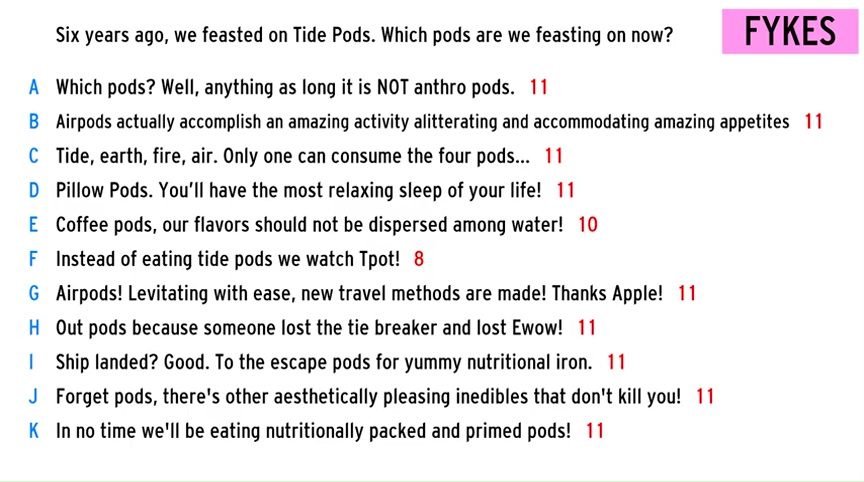 Six years ago, we feasted on Tide Pods. Which pods are we feasting on now?
FYKES
A Which pods? Well, anything as long it is NOT anthro pods. 11
B Airpods actually accomplish an amazing activity alitterating and accommodating amazing appetites 11
C Tide, earth, fire, air. Only one can consume the four pods... 11
D Pillow Pods. You'll have the most relaxing sleep of your life! 11
E Coffee pods, our flavors should not be dispersed among water! 10
F Instead of eating tide pods we watch Tpot! 8
G Airpods! Levitating with ease, new travel methods are made! Thanks Apple! 11
H Out pods because someone lost the tie breaker and lost Ewow! 11
I Ship landed? Good. To the escape pods for yummy nutritional iron. 11
J Forget pods, there's other aesthetically pleasing inedibles that don't kill you! 11
K In no time we'll be eating nutritionally packed and primed pods! 11